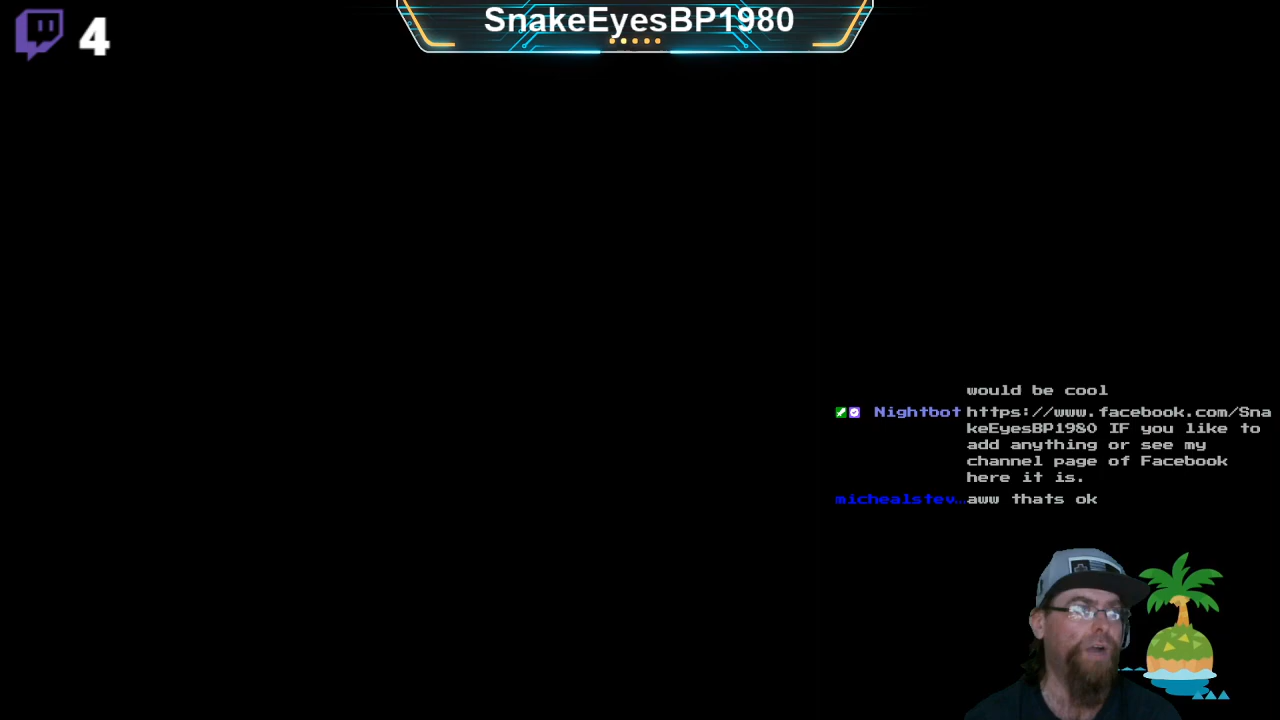 4
SnakeEyesBP1980
would be cool
Nightbot https://www.facebook.com/Sna
keEyesBP1980 IF you like to
add anything or see my
channel page of Facebook
here it is.
michealstev… aww thats ok